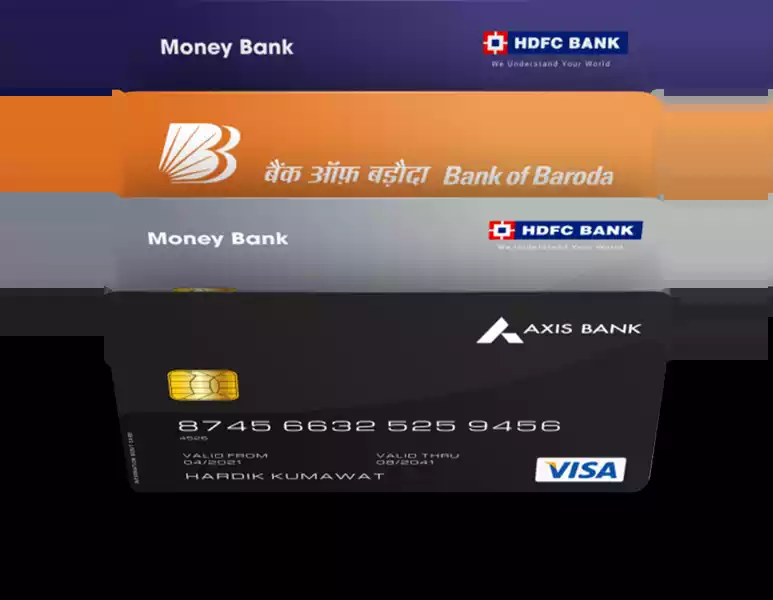 Money Bank
HDFC BANK
We Understand Your World
बैंक ऑफ़ बड़ौदा Bank of Baroda
Money Bank
HDFC BANK
We Understand Your World
AXIS BANK
8745 6632 525 9456
4526
VALID FROM
04/2021
VALID THRU
08/2041
HARDIK KUMAWAT
VISA